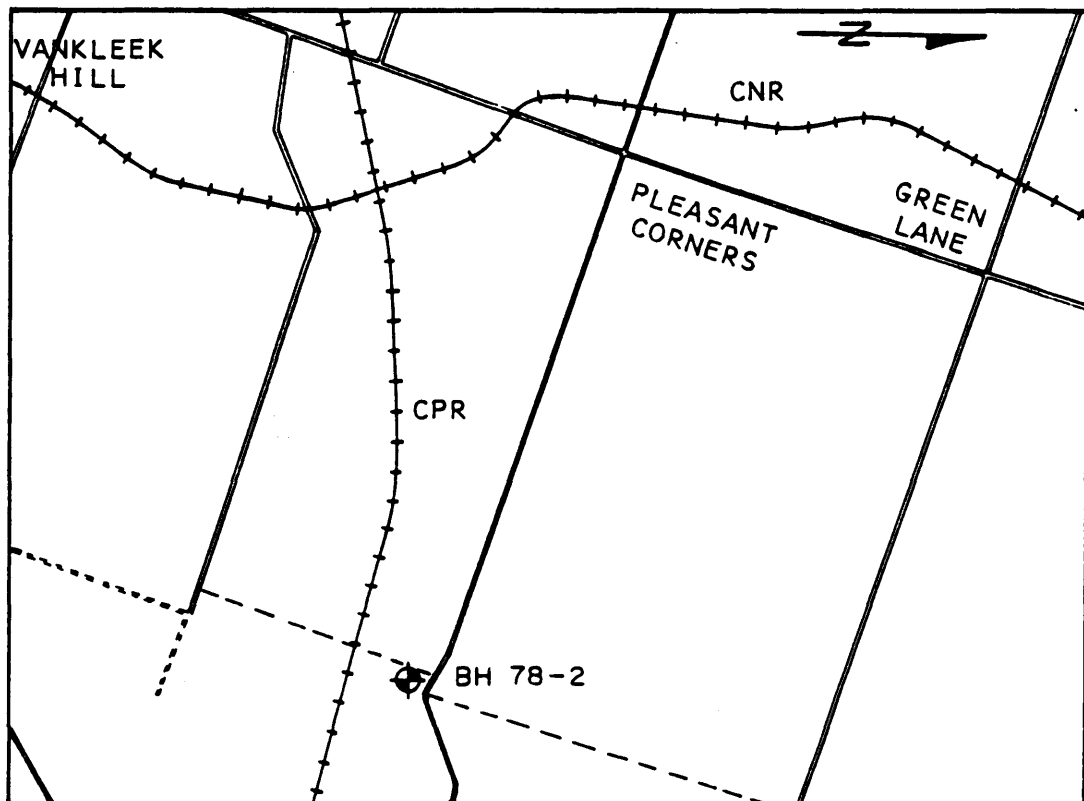 VANKLEEK
HILL
N
CNR
PLEASANT
CORNERS
GREEN
LANE
CPR
BH 78-2